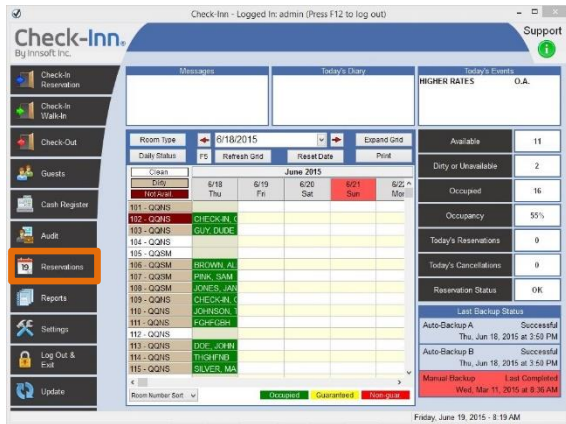 Check-Inn - Logged In: admin (Press F12 to log out)
Check-Inn®
By Innsoft Inc.
Support
Check-In
Reservation
Check-In
Walk-In
Check-Out
Guests
Cash Register
Audit
19
Reservations
Reports
Settings
Log Out &
Exit
Update
Messages
Today's Diary
Today's Events
HIGHER RATES O.A.
Room Type
6/18/2015
Expand Grid
Daily Status
F5
Refresh Grid
Reset Date
Print
Clean
Dirty
Not Avail.
June 2015
6/18 6/19 6/20 6/21 6/22
Thu Fri Sat Sun Mon
101 - QQNS
102 - QQNS CHECK-IN, C
103 - QQNS GUY, DUDE
104 - QQNS
105 - QQSM
106 - QQSM BROWN, AL
107 - QQSM PINK, SAM
108 - QQSM JONES, JAN
109 - QQNS CHECK-IN, C
110 - QQNS JOHNSON, T
111 - QQNS FGHFGBH
112 - QQNS
113 - QQNS DOE, JOHN
114 - QQNS THGHFNB
115 - QQNS SILVER, MA
Room Number Sort
Occupied
Guaranteed
Non-guar.
Available 11
Dirty or Unavailable 2
Occupied 16
Occupancy 55%
Today's Reservations 0
Today's Cancellations 0
Reservation Status OK
Last Backup Status
Auto-Backup A Successful
Thu, Jun 18, 2015 at 3:50 PM
Auto-Backup B Successful
Thu, Jun 18, 2015 at 3:50 PM
Manual Backup Last Completed
Wed, Mar 11, 2015 at 8:36 AM
Friday, June 19, 2015 - 8:19 AM